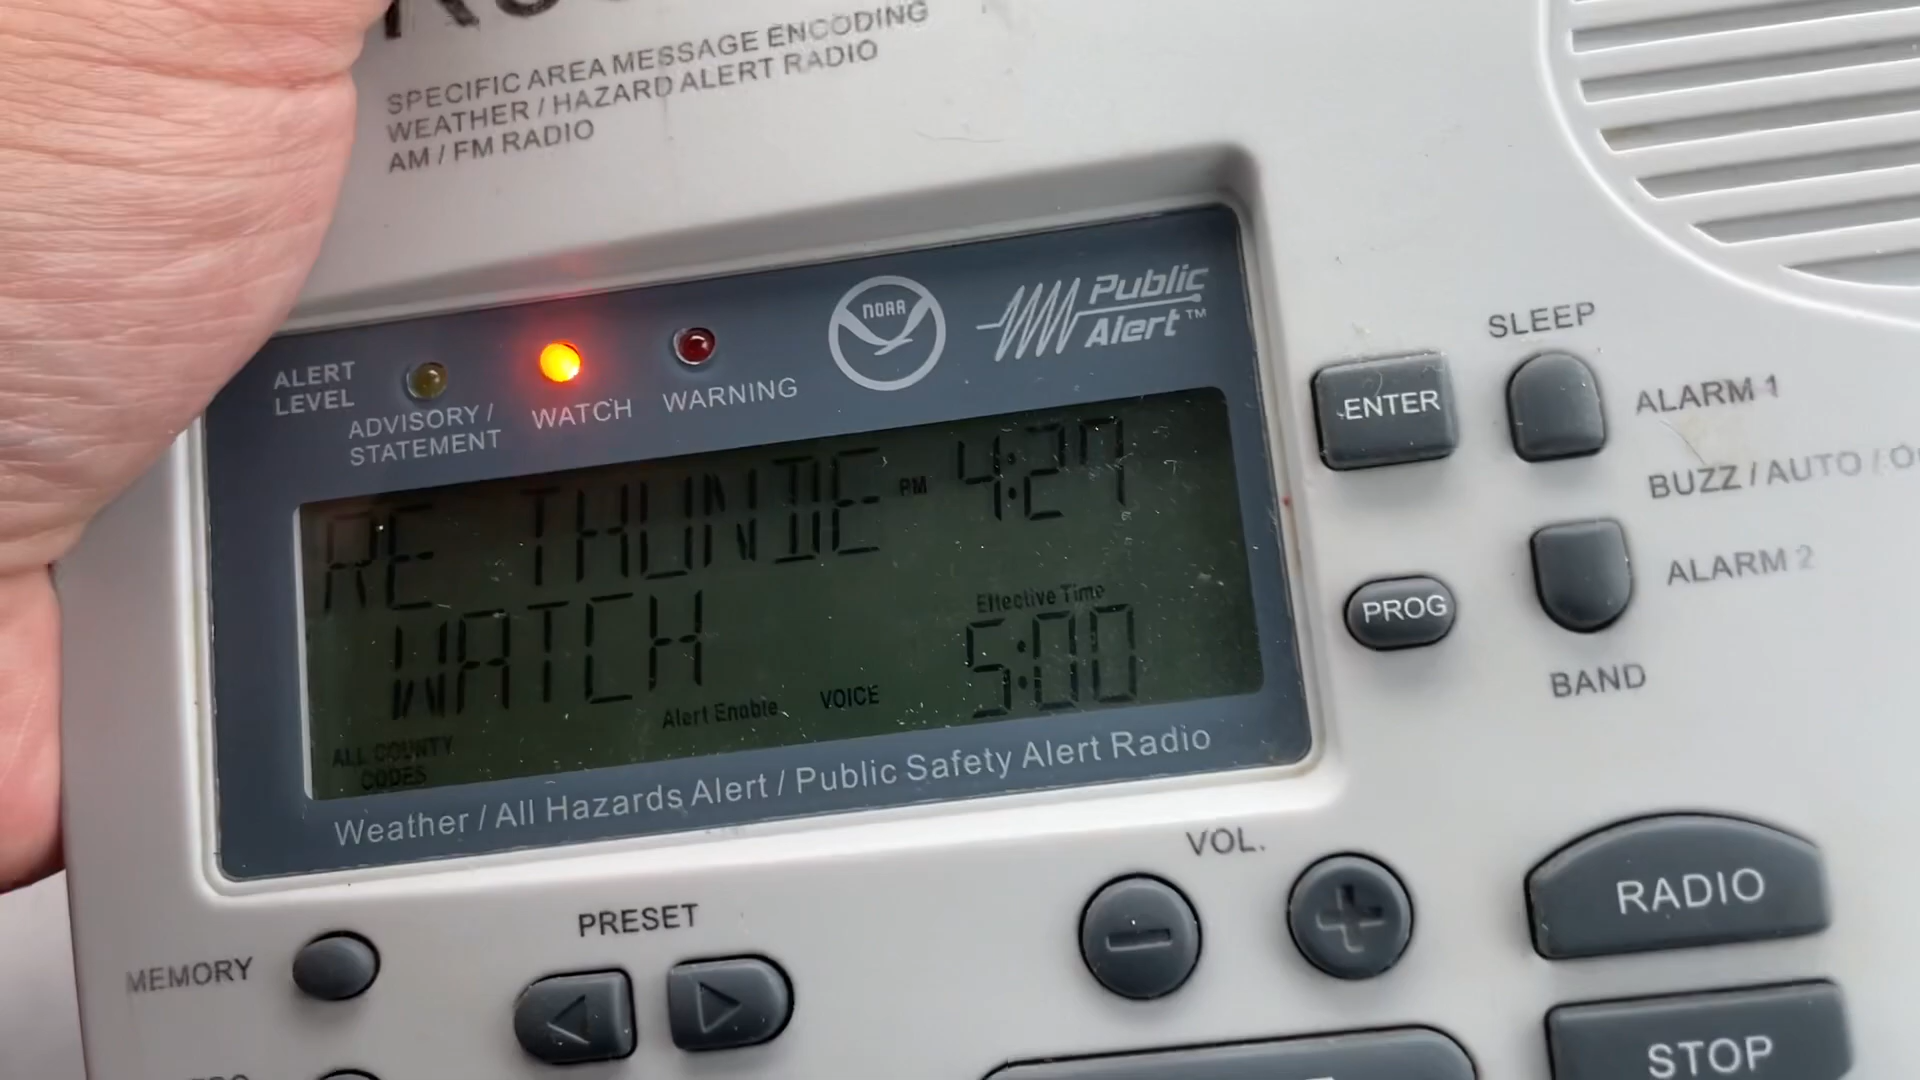 SPECIFIC AREA MESSAGE ENCODING
WEATHER / HAZARD ALERT RADIO
AM / FM RADIO
ALERT
LEVEL
ADVISORY /
STATEMENT
WATCH
WARNING
NOAA
Public
Alert™
RE THUNDE PM 4:27
WATCH
Effective Time
5:00
Alert Enable VOICE
ALL COUNTY
CODES
Weather / All Hazards Alert / Public Safety Alert Radio
ENTER
SLEEP
ALARM 1
BUZZ / AUTO /
PROG
ALARM 2
BAND
VOL.
PRESET
MEMORY
RADIO
STOP